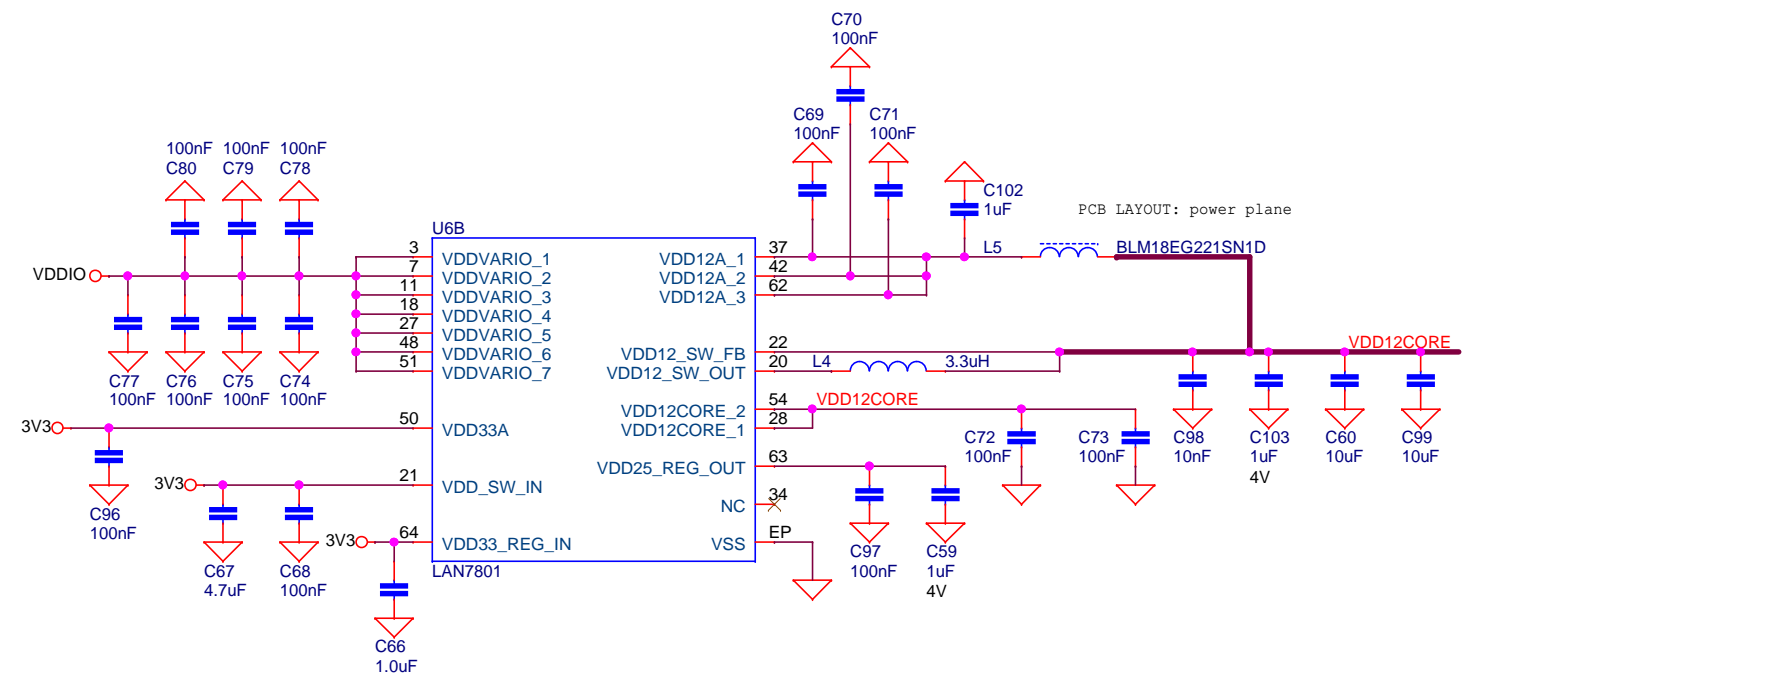 C70
100nF
C69
100nF
C71
100nF
100nF 100nF 100nF
C80 C79 C78
C102
1uF
PCB LAYOUT: power plane
U6B
3 VDDVARIO_1
7 VDDVARIO_2
11 VDDVARIO_3
18 VDDVARIO_4
27 VDDVARIO_5
48 VDDVARIO_6
51 VDDVARIO_7
VDDIO
C77 C76 C75 C74
100nF 100nF 100nF 100nF
VDD12A_1 37
VDD12A_2 42
VDD12A_3 62
L5 BLM18EG221SN1D
VDD12_SW_FB 22
VDD12_SW_OUT 20
L4 3.3uH
VDD12CORE
VDD12CORE_2 54
VDD12CORE_1 28
VDD12CORE
C72
100nF
C73
100nF
C98
10nF
C103
1uF
4V
C60
10uF
C99
10uF
3V3 50 VDD33A
C96
100nF
3V3 21 VDD_SW_IN
C67
4.7uF
C68
100nF
3V3 64 VDD33_REG_IN
C66
1.0uF
VDD25_REG_OUT 63
NC 34
VSS EP
C97
100nF
C59
1uF
4V
LAN7801